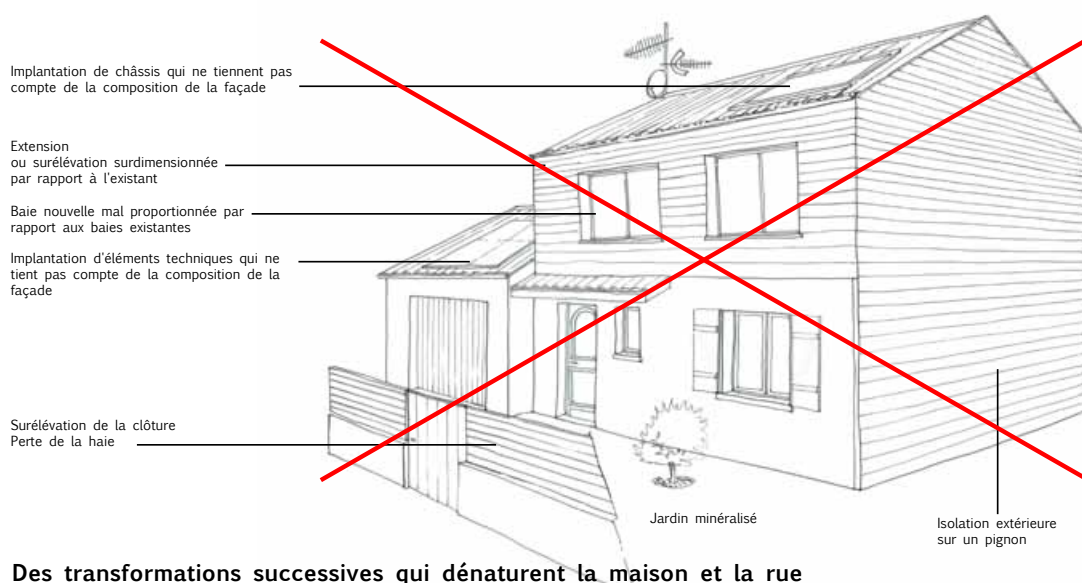 Implantation de châssis qui ne tiennent pas
compte de la composition de la façade
Extension
ou surélévation surdimensionnée
par rapport à l'existant
Baie nouvelle mal proportionnée par
rapport aux baies existantes
Implantation d'éléments techniques qui ne
tient pas compte de la composition de la
façade
Surélévation de la clôture
Perte de la haie
Jardin minéralisé
Isolation extérieure
sur un pignon
Des transformations successives qui dénaturent la maison et la rue